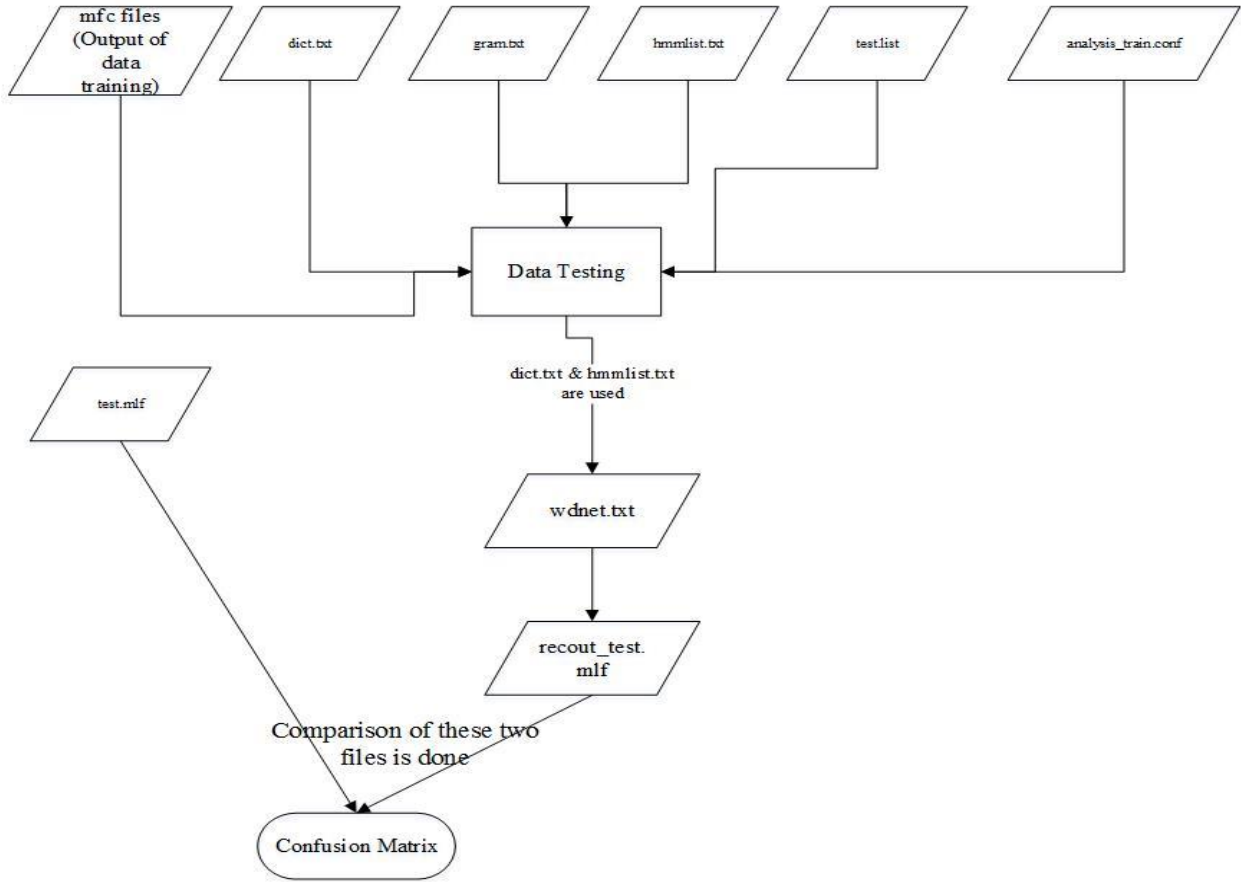 mfc files
(Output of
data
training)
dict.txt
gram.txt
hmmlist.txt
test.list
analysis_train.conf
Data Testing
dict.txt & hmmlist.txt
are used
test.mlf
wdnet.txt
recout_test.
mlf
Comparison of these two
files is done
Confusion Matrix